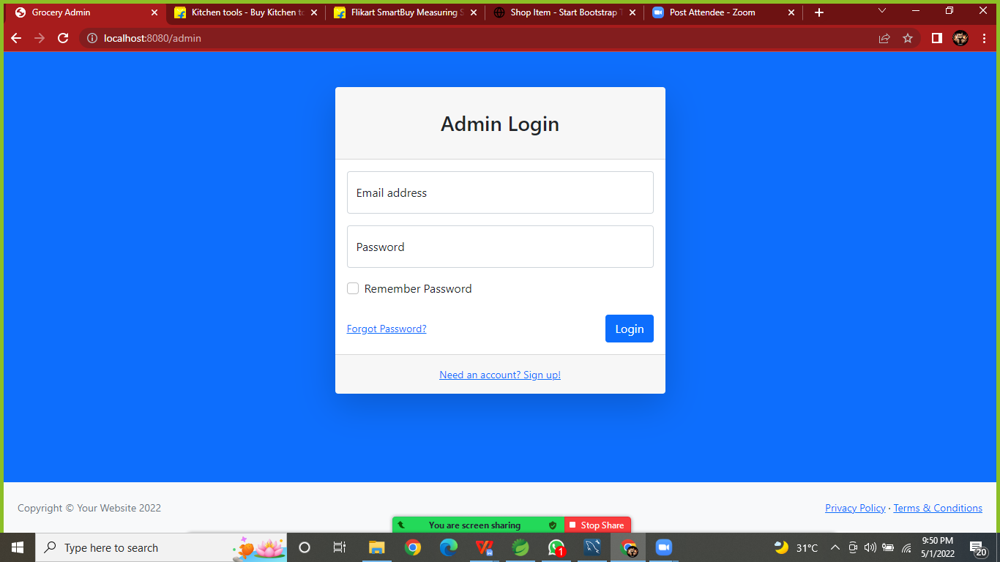 Grocery Admin
Kitchen tools - Buy Kitchen to
Flikart SmartBuy Measuring S
Shop Item - Start Bootstrap T
Post Attendee - Zoom
localhost:8080/admin
Admin Login
Email address
Password
Remember Password
Forgot Password?
Login
Need an account? Sign up!
Copyright © Your Website 2022
Privacy Policy · Terms & Conditions
You are screen sharing
Stop Share
Type here to search
1
31°C
9:50 PM
5/1/2022
20